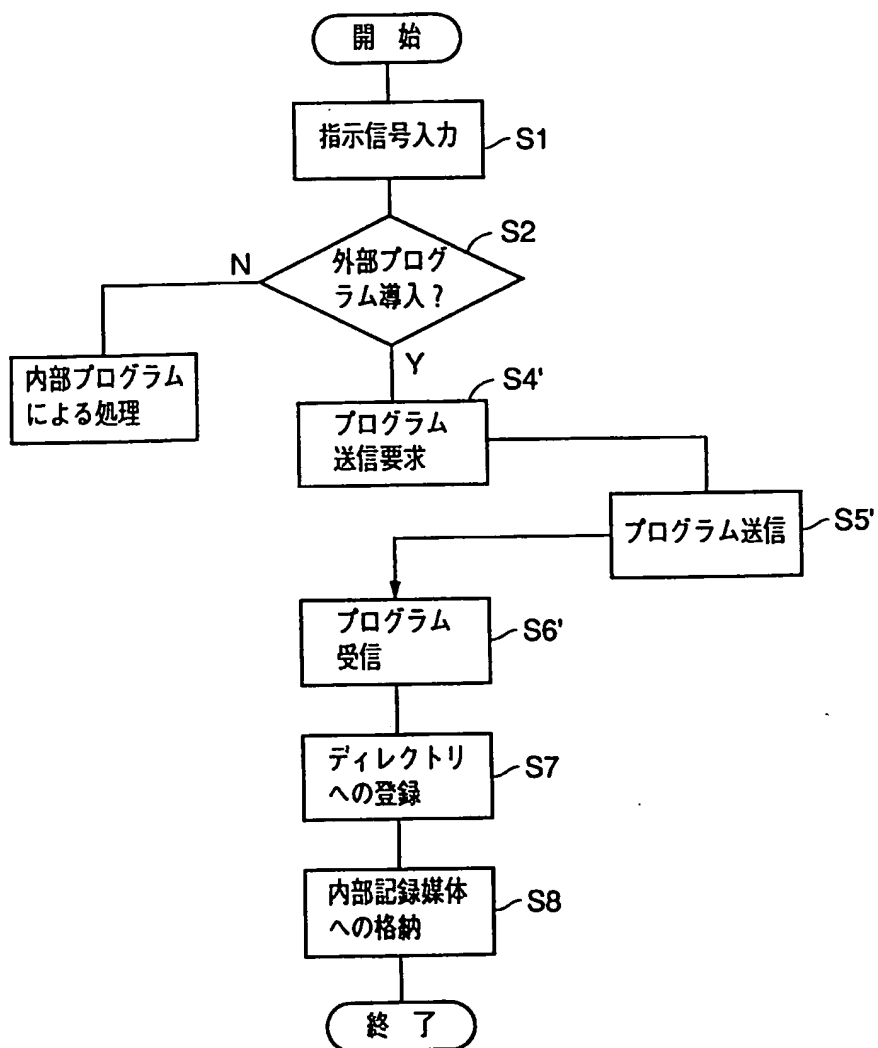 開 始
指示信号入力
S1
S2
外部プログ
ラム導入?
N
Y
内部プログラム
による処理
S4'
プログラム
送信要求
プログラム送信
S5'
プログラム
受信
S6'
ディレクトリ
への登録
S7
内部記録媒体
への格納
S8
終 了